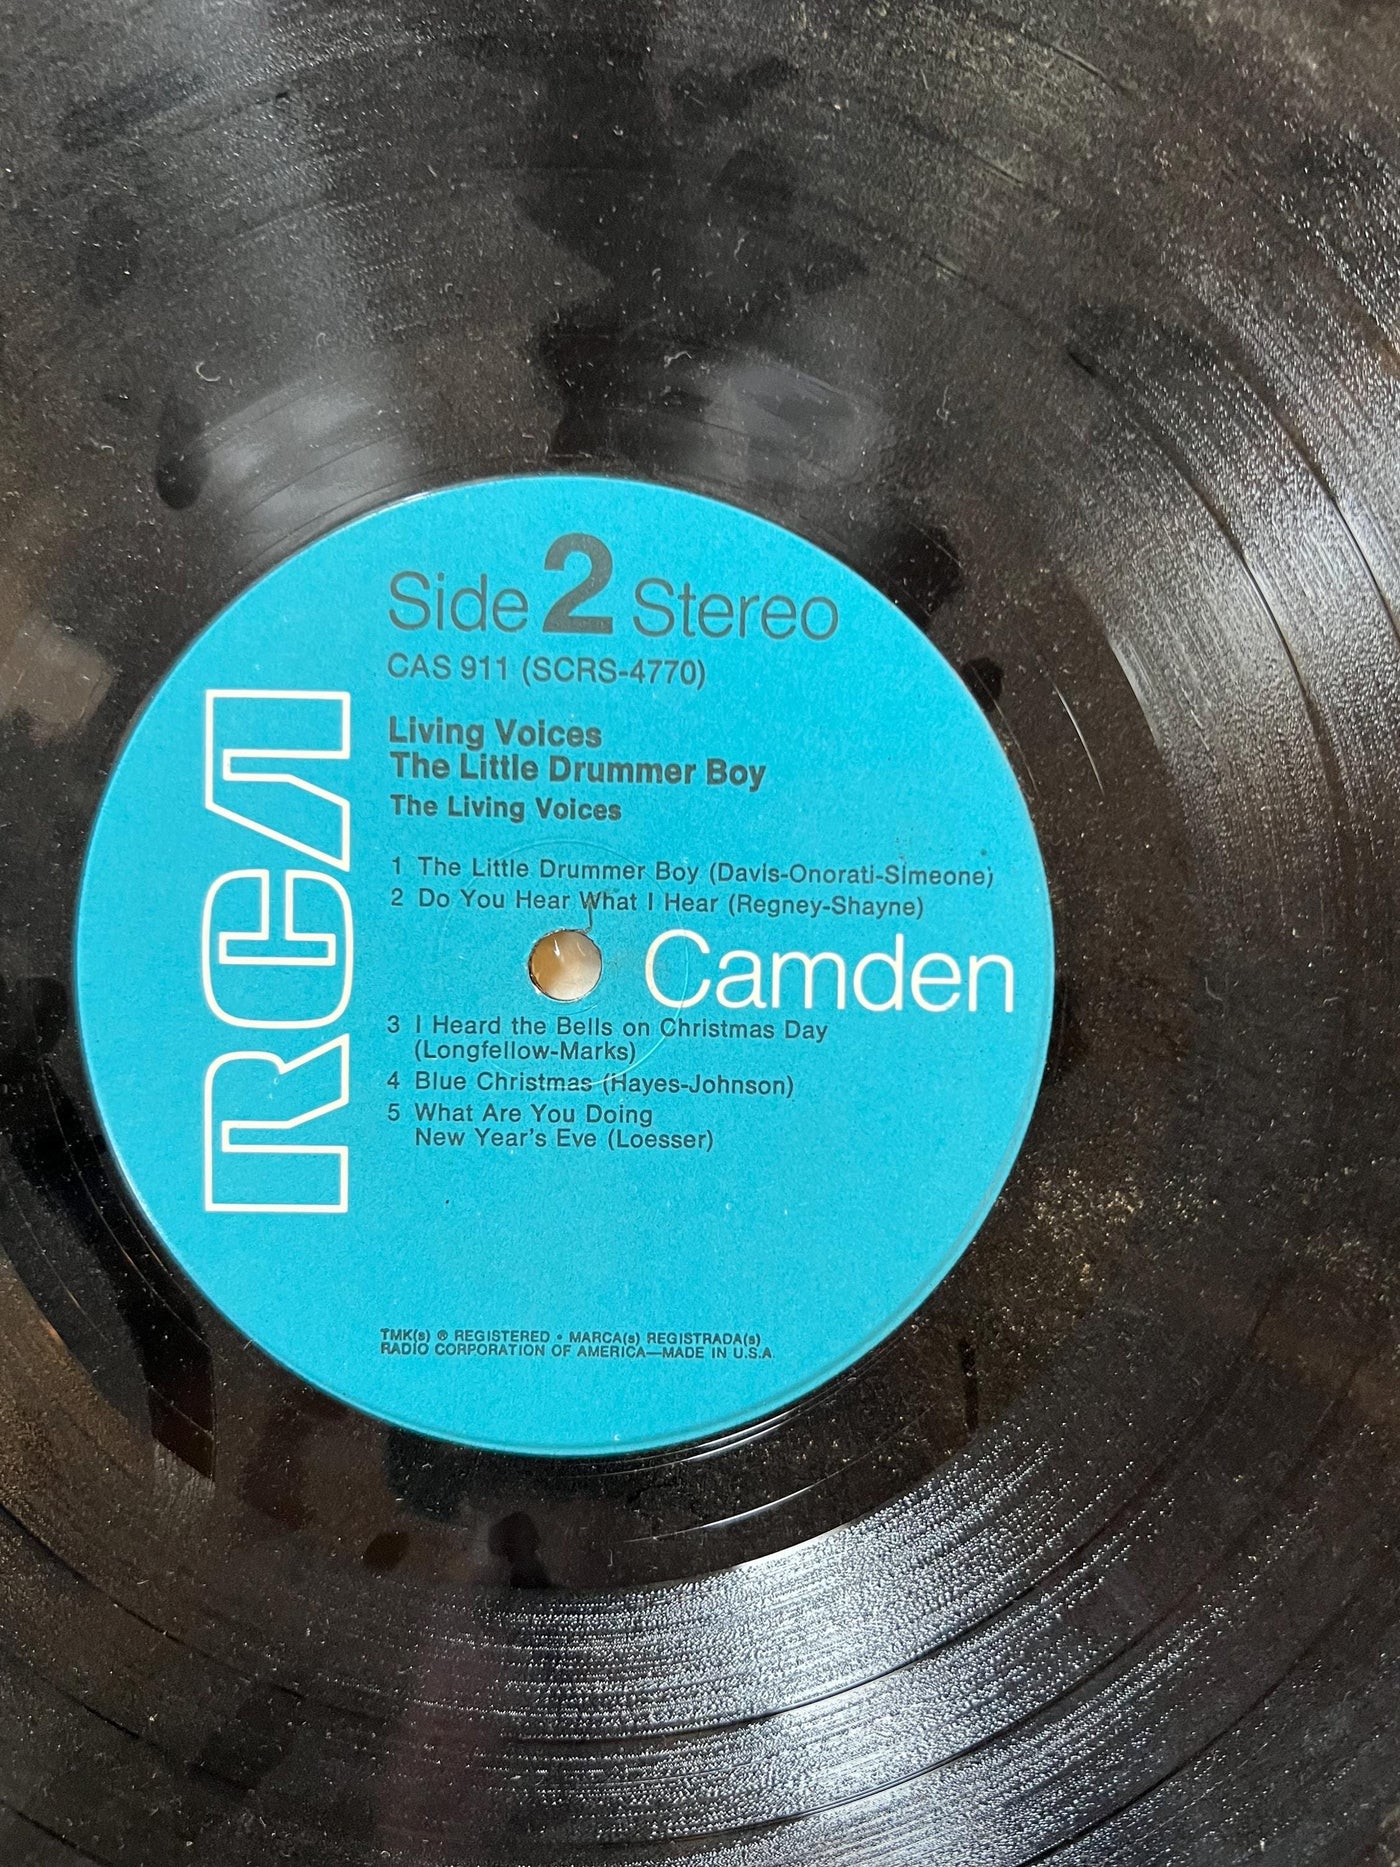 Side 2 Stereo
CAS 911 (SCRS-4770)
RCA
Living Voices
The Little Drummer Boy
The Living Voices
1 The Little Drummer Boy (Davis-Onorati-Simeone)
2 Do You Hear What I Hear (Regney-Shayne)
Camden
3 I Heard the Bells on Christmas Day
(Longfellow-Marks)
4 Blue Christmas (Hayes-Johnson)
5 What Are You Doing
New Year's Eve (Loesser)
TMK(s) ® REGISTERED • MARCA(s) REGISTRADA(s)
RADIO CORPORATION OF AMERICA—MADE IN U.S.A.